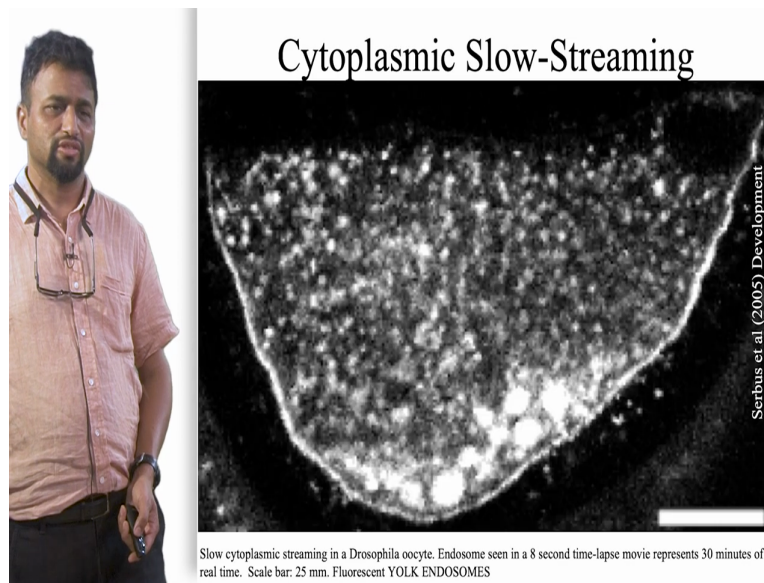 Cytoplasmic Slow-Streaming
Serbus et al (2005) Development
Slow cytoplasmic streaming in a Drosophila oocyte. Endosome seen in a 8 second time-lapse movie represents 30 minutes of
real time. Scale bar: 25 mm. Fluorescent YOLK ENDOSOMES